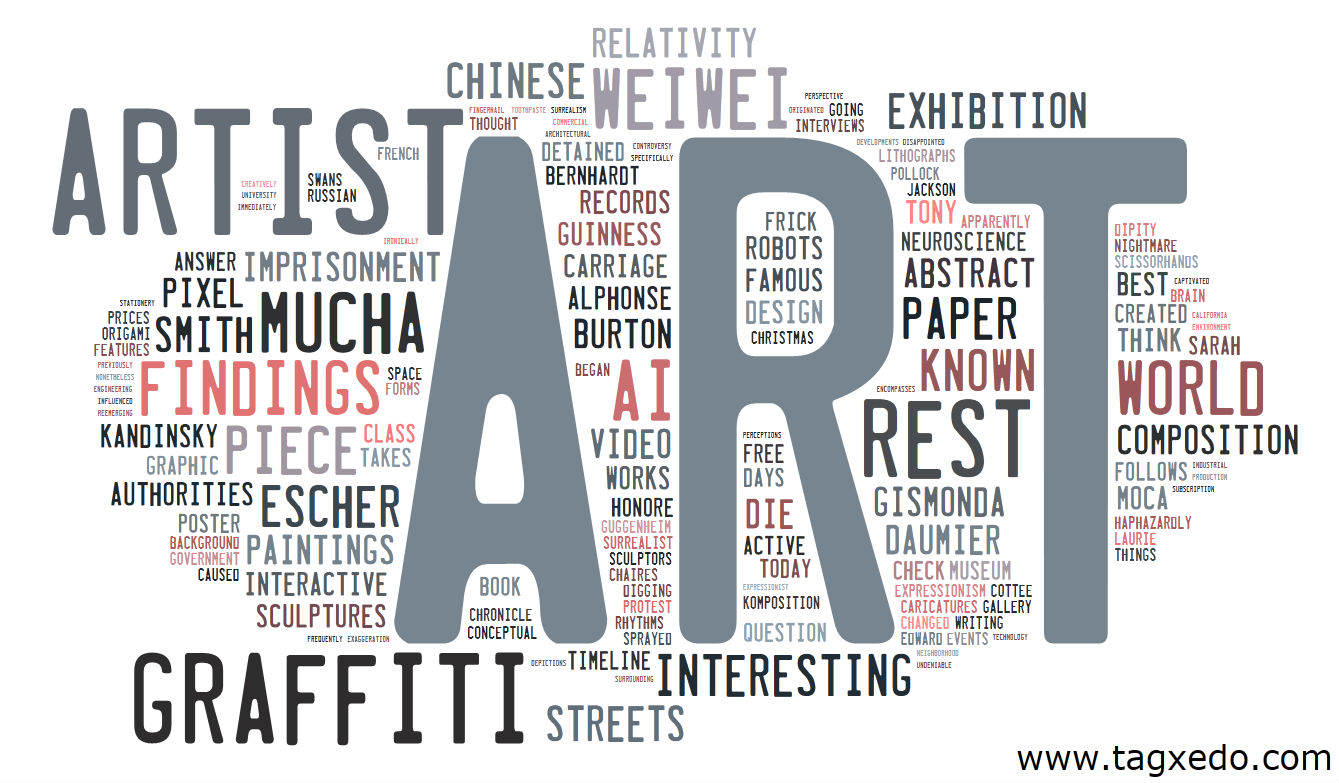 RELATIVITY
CHINESE
WEIWEI
ARTIST
FINGERNAIL TOOTHPASTE SURREALISM
THOUGHT COMMERCIAL
ARCHITECTURAL
PERSPECTIVE
ORIGINATED GOING
INTERVIEWS
EXHIBITION
ART
FRENCH
CREATIVELY
UNIVERSITY
IMMEDIATELY
SWANS
RUSSIAN
IRONICALLY
DETAINED CONTROVERSY
SPECIFICALLY
BERNHARDT
RECORDS
GUINNESS
CARRIAGE
ALPHONSE
BURTON
BEGAN
AI
VIDEO
WORKS
HONORE
GUGGENHEIM
SURREALIST
SCULPTORS
CHAIRES
DIGGING
PROTEST
RHYTHMS
SPRAYED
DEVELOPMENTS DISAPPOINTED
LITHOGRAPHS
POLLOCK
JACKSON
TONY APPARENTLY
NEUROSCIENCE
ABSTRACT
PAPER
KNOWN
ENCOMPASSES
REST
GISMONDA
DAUMIER
CHECK MUSEUM
EXPRESSIONISM COTTEE
CARICATURES GALLERY
CHANGED WRITING
EDWARD EVENTS TECHNOLOGY
NEIGHBORHOOD
UNDENIABLE
FRICK
ROBOTS
FAMOUS
DESIGN
CHRISTMAS
PERCEPTIONS
FREE
DAYS
DIE
ACTIVE
TODAY
EXPRESSIONIST
KOMPOSITION
QUESTION
DIPITY
NIGHTMARE
SCISSORHANDS
BEST CAPTIVATED
BRAIN
CREATED CALIFORNIA
ENVIRONMENT
THINK SARAH
WORLD
COMPOSITION
FOLLOWS INDUSTRIAL
PRODUCTION
MOCA SUBSCRIPTION
HAPHAZARDLY
LAURIE
THINGS
ANSWER IMPRISONMENT
PIXEL
STATIONERY
PRICES
ORIGAMI
FEATURES
SMITH MUCHA
PREVIOUSLY
NONETHELESS
ENGINEERING
INFLUENCED
REEMERGING
FINDINGS
SPACE
FORMS
KANDINSKY PIECE CLASS
GRAPHIC TAKES
AUTHORITIES ESCHER
POSTER
BACKGROUND PAINTINGS
GOVERNMENT
CAUSED INTERACTIVE
SCULPTURES
FREQUENTLY EXAGGERATION
BOOK
CHRONICLE
CONCEPTUAL
GRAFFITI
DEPICTIONS TIMELINE
SURROUNDING
INTERESTING
STREETS
www.tagxedo.com